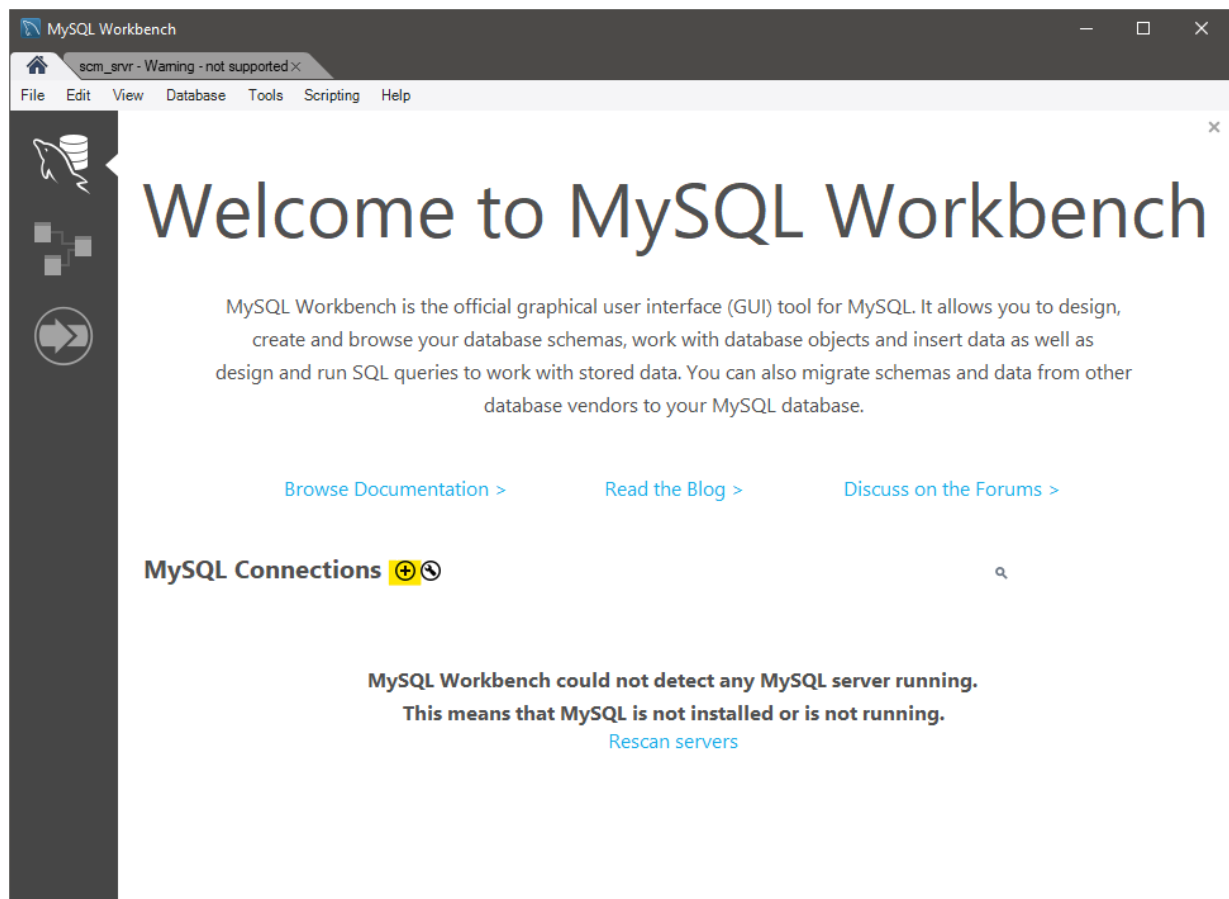 MySQL Workbench
scm_srvr - Warning - not supported
File Edit View Database Tools Scripting Help
Welcome to MySQL Workbench
MySQL Workbench is the official graphical user interface (GUI) tool for MySQL. It allows you to design,
create and browse your database schemas, work with database objects and insert data as well as
design and run SQL queries to work with stored data. You can also migrate schemas and data from other
database vendors to your MySQL database.
Browse Documentation > Read the Blog > Discuss on the Forums >
MySQL Connections
MySQL Workbench could not detect any MySQL server running.
This means that MySQL is not installed or is not running.
Rescan servers